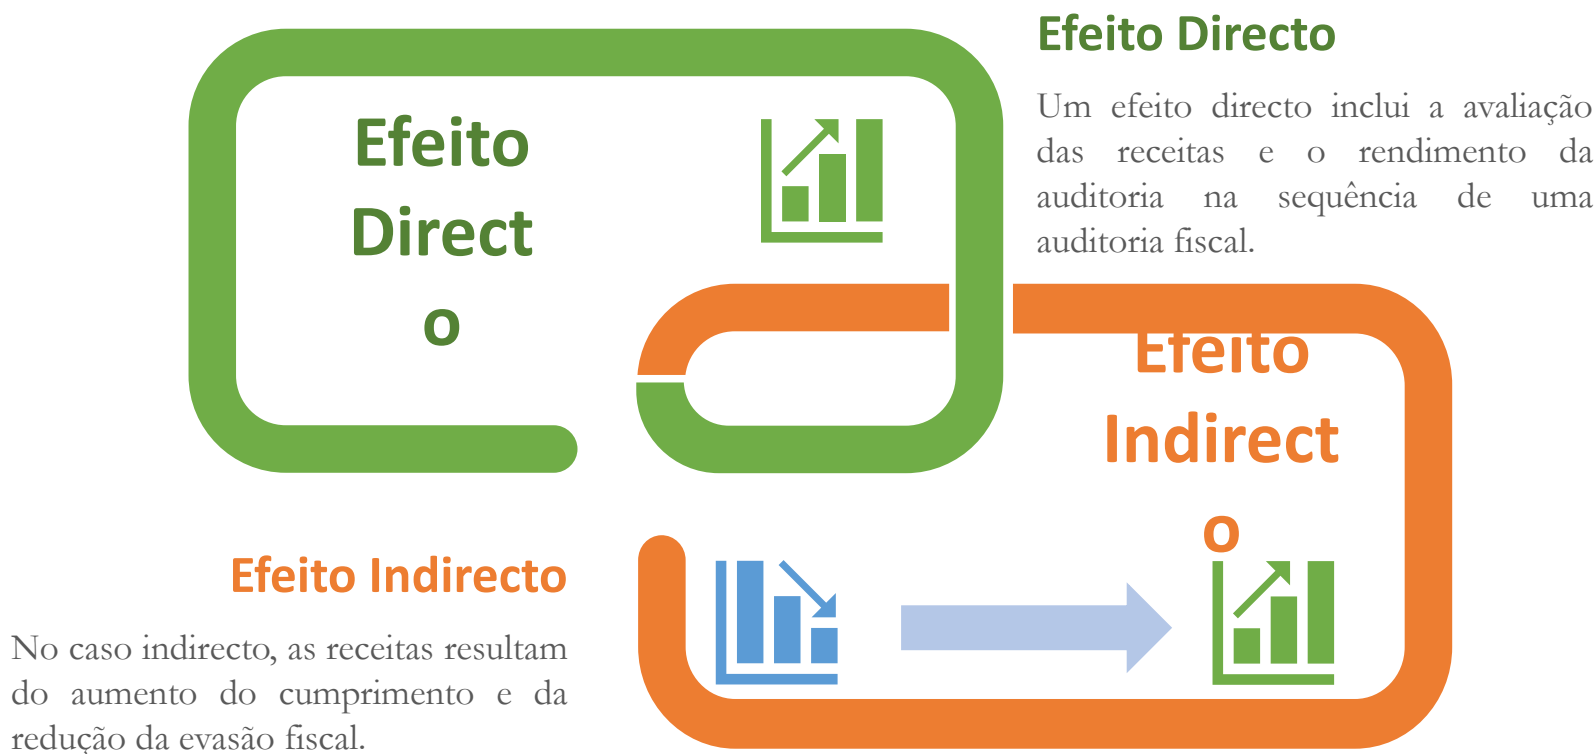 Efeito Directo
Um efeito directo inclui a avaliação
das receitas e o rendimento da
auditoria na sequência de uma
auditoria fiscal.
Efeito
Direct
o
Efeito
Indirect
o
Efeito Indirecto
No caso indirecto, as receitas resultam
do aumento do cumprimento e da
redução da evasão fiscal.